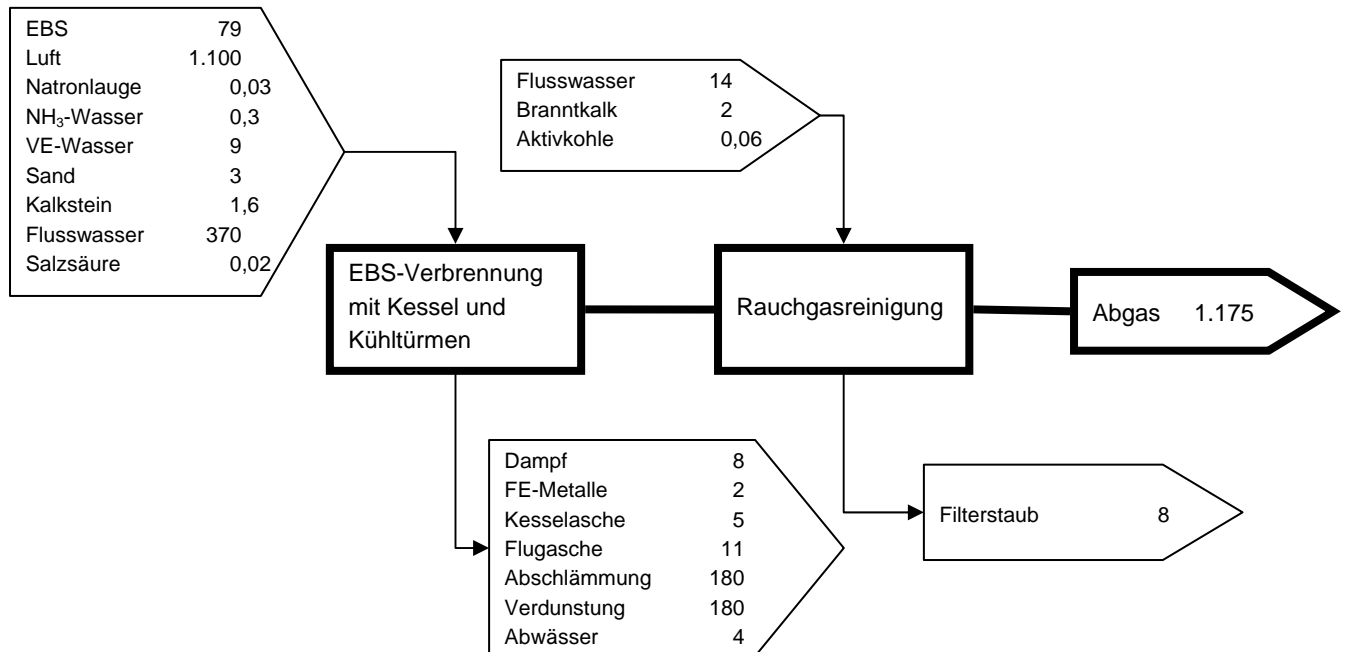 EBS 79
Luft 1.100
Natronlauge 0,03
NH₃-Wasser 0,3
VE-Wasser 9
Sand 3
Kalkstein 1,6
Flusswasser 370
Salzsäure 0,02
Flusswasser 14
Branntkalk 2
Aktivkohle 0,06
EBS-Verbrennung
mit Kessel und
Kühltürmen
Rauchgasreinigung
Abgas 1.175
Dampf 8
FE-Metalle 2
Kesselasche 5
Flugasche 11
Abschlämmung 180
Verdunstung 180
Abwässer 4
Filterstaub 8